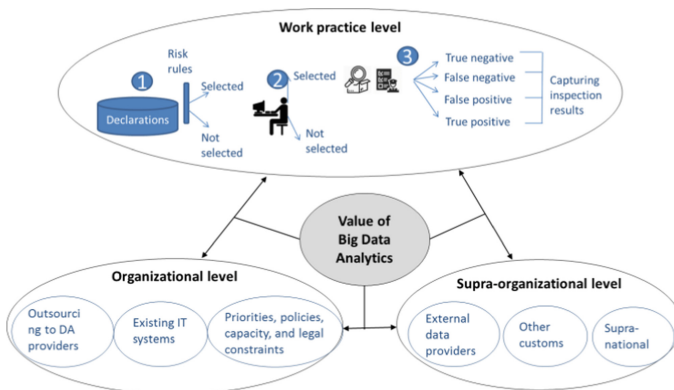 Work practice level
1
Risk
rules
Selected
Declarations
Not
selected
2
Selected
Not
selected
3
True negative
False negative
False positive
True positive
Capturing
inspection
results
Value of
Big Data
Analytics
Organizational level
Outsourci
ng to DA
providers
Existing IT
systems
Priorities, policies,
capacity, and legal
constraints
Supra-organizational level
External
data
providers
Other
customs
Supra-
national